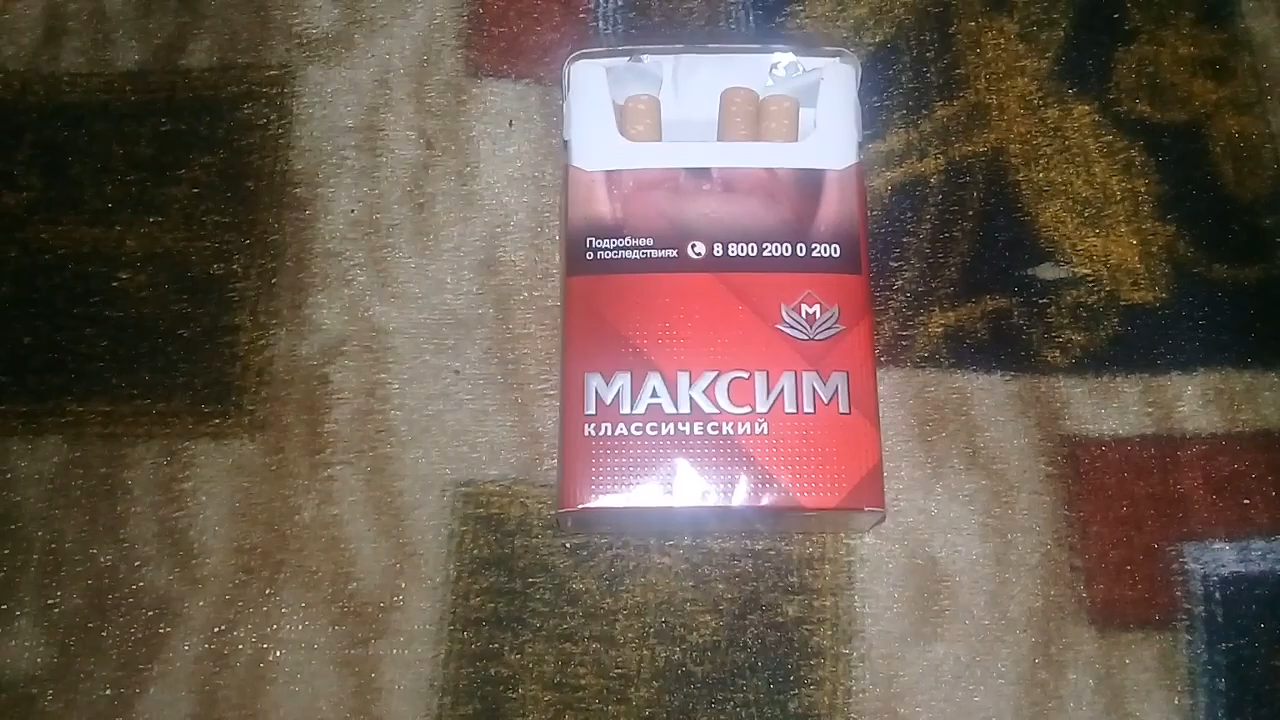 Подробнее
о последствиях 8 800 200 0 200
М
МАКСИМ
КЛАССИЧЕСКИЙ